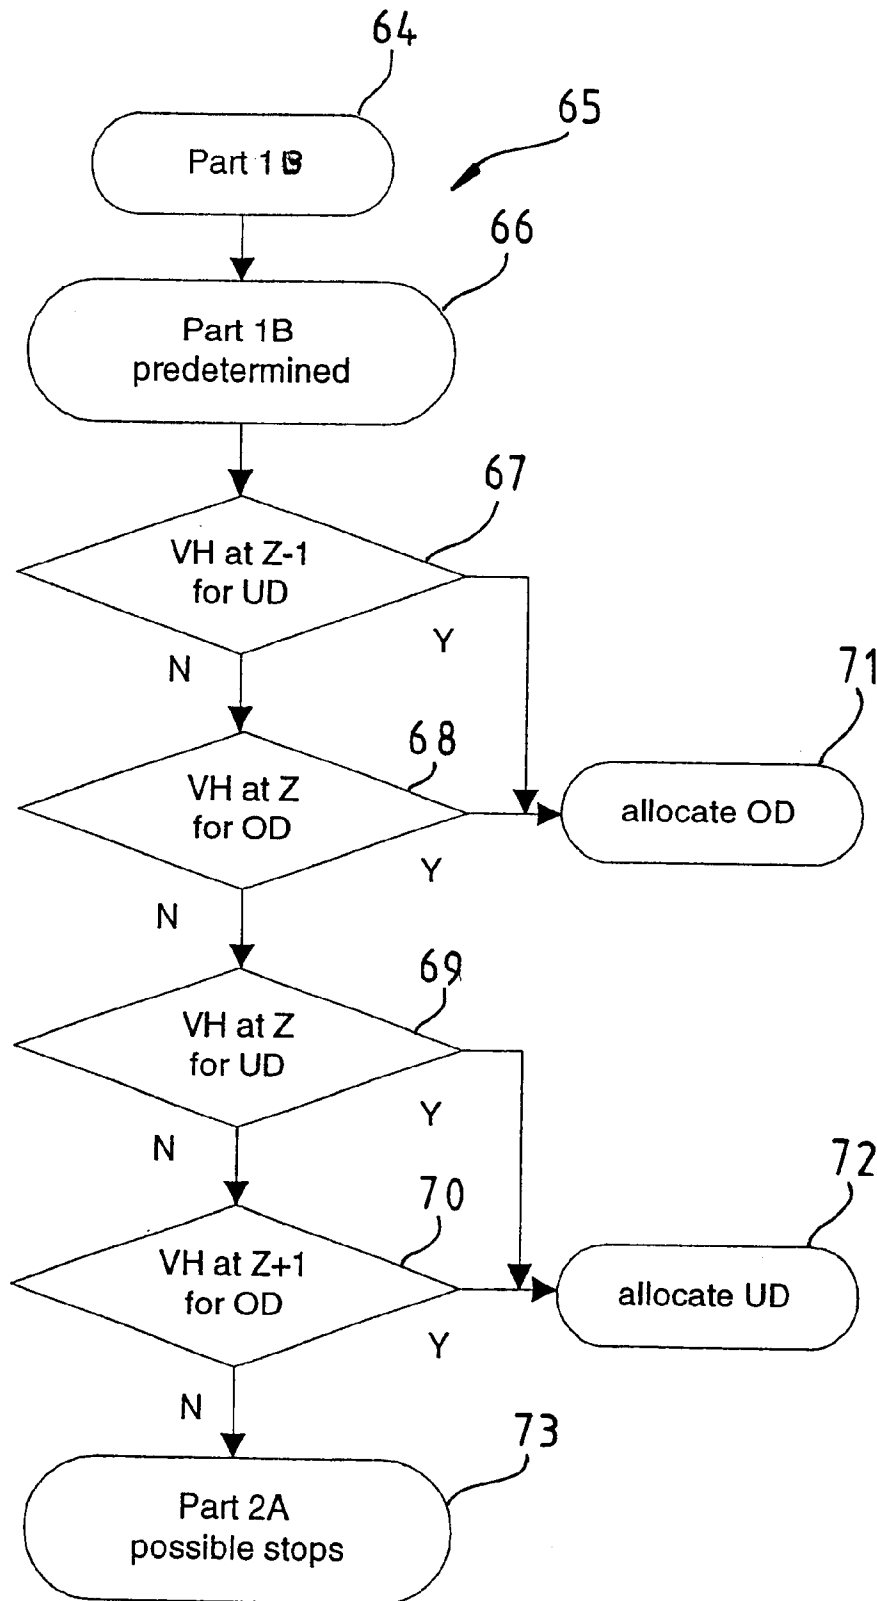 64
65
Part 1B
66
Part 1B
predetermined
67
VH at Z-1
for UD
Y
N
71
68
VH at Z
for OD
allocate OD
Y
N
69
VH at Z
for UD
Y
N
72
70
VH at Z+1
for OD
allocate UD
Y
N
73
Part 2A
possible stops